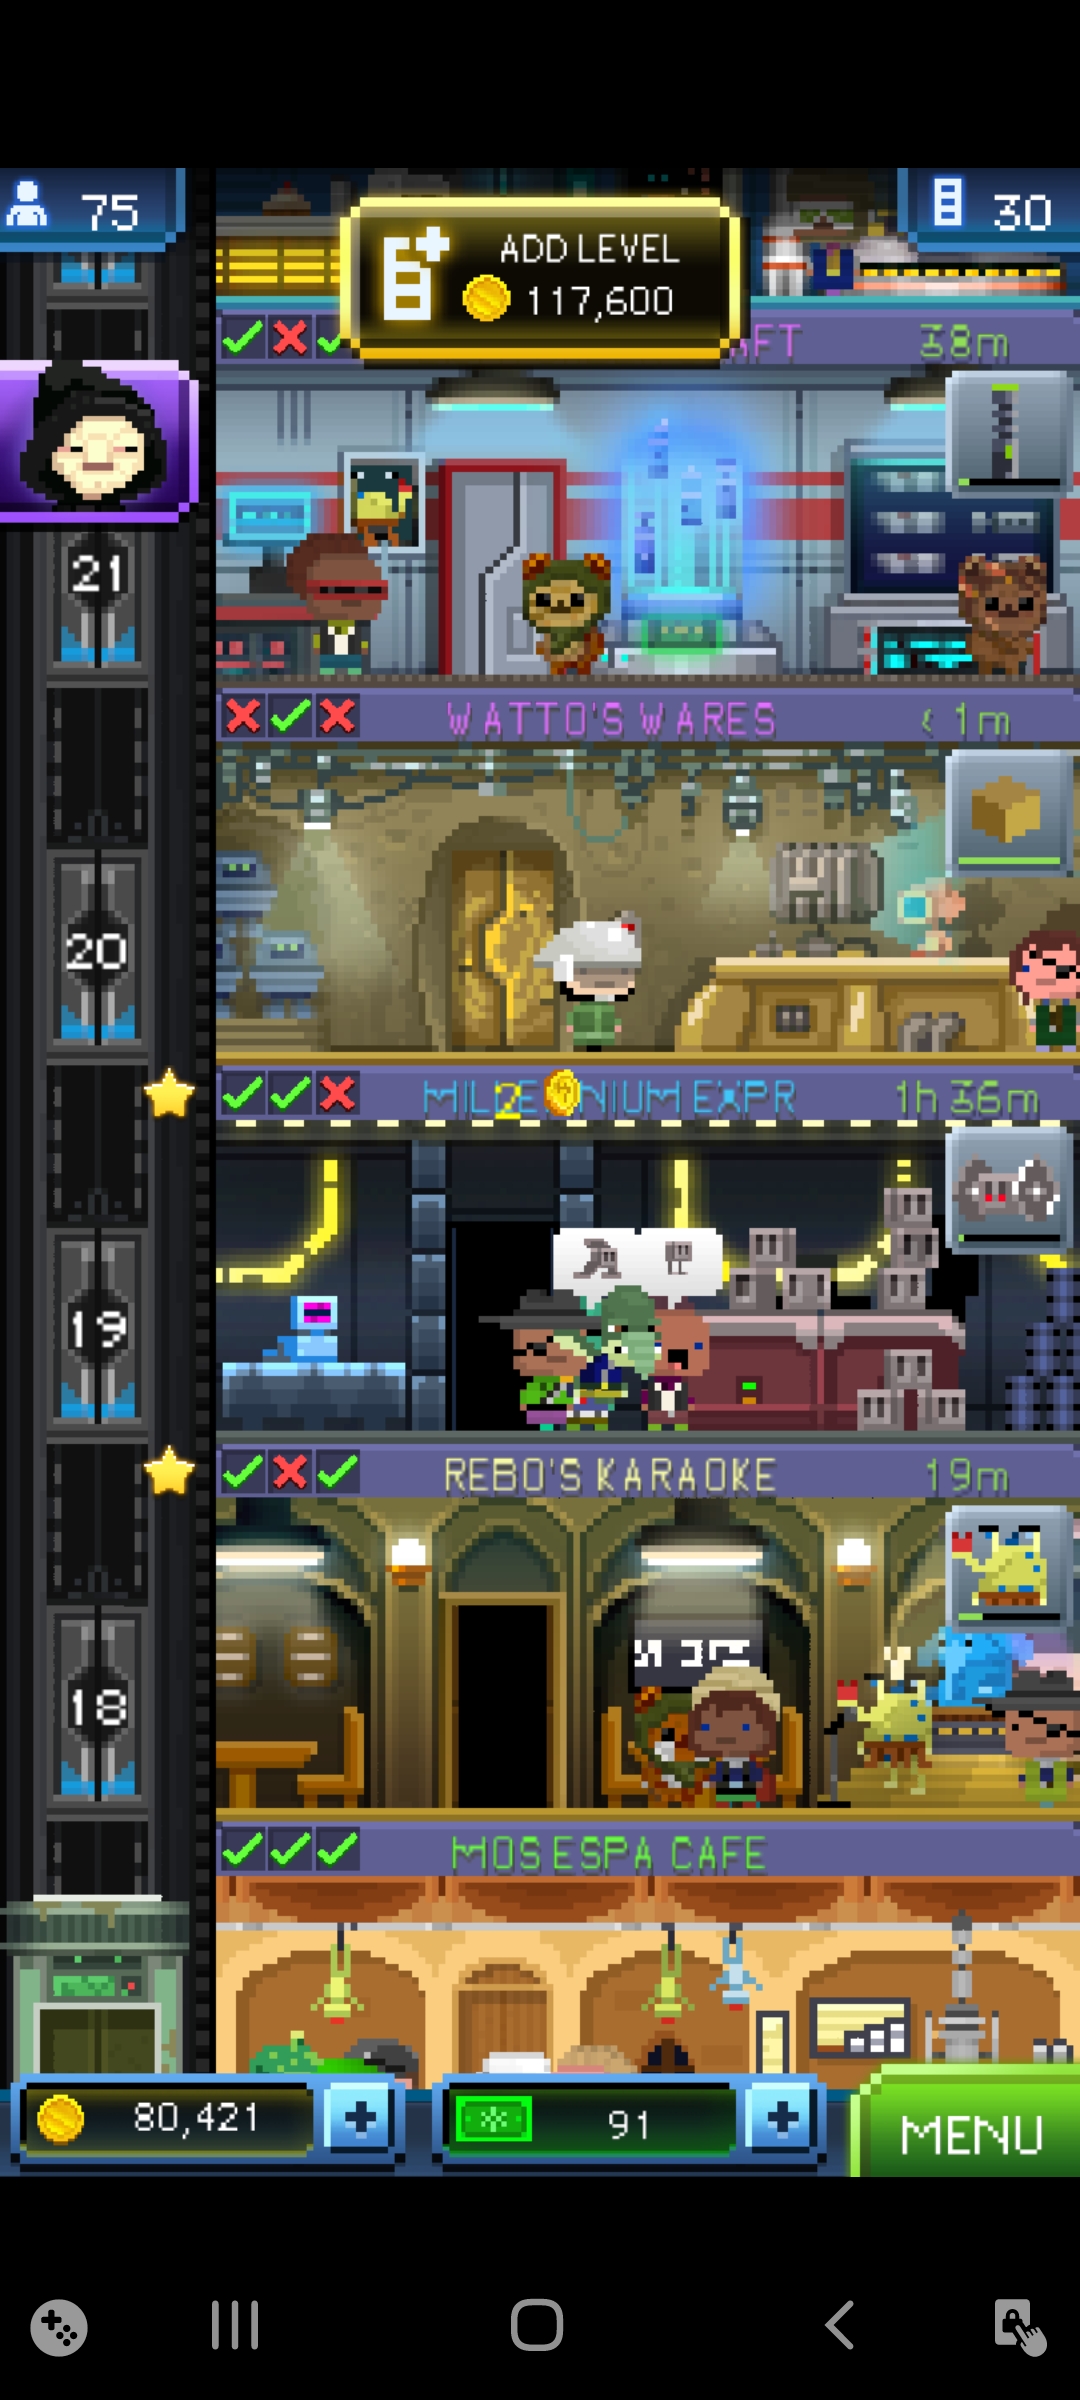 75
ADD LEVEL
117,600
30
38m
21
WATTO'S WARES
< 1m
20
2
1h 36m
19
REBO'S KARAOKE
19m
18
MOS ESPA CAFE
80,421
+
91
+
MENU